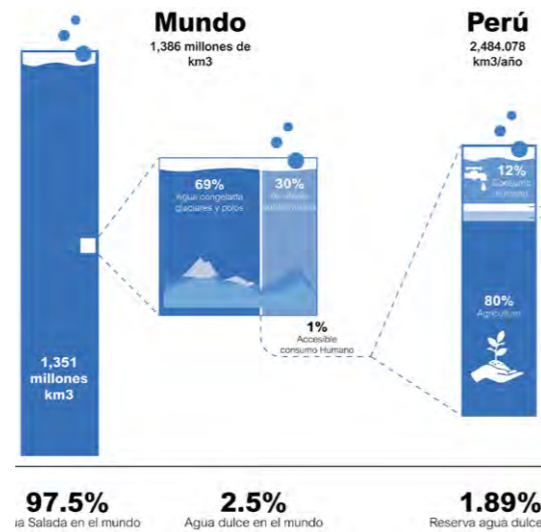 Mundo
1,386 millones de
km3
Perú
2,484.078
km3/año
69%
Agua congelada
glaciares y polos
30%
12%
Consumo
Humano
80%
Agricultura
1%
Accesible
consumo Humano
1,351
millones
km3
97.5%
Salada en el mundo
2.5%
Agua dulce en el mundo
1.89%
Reserva agua dulce